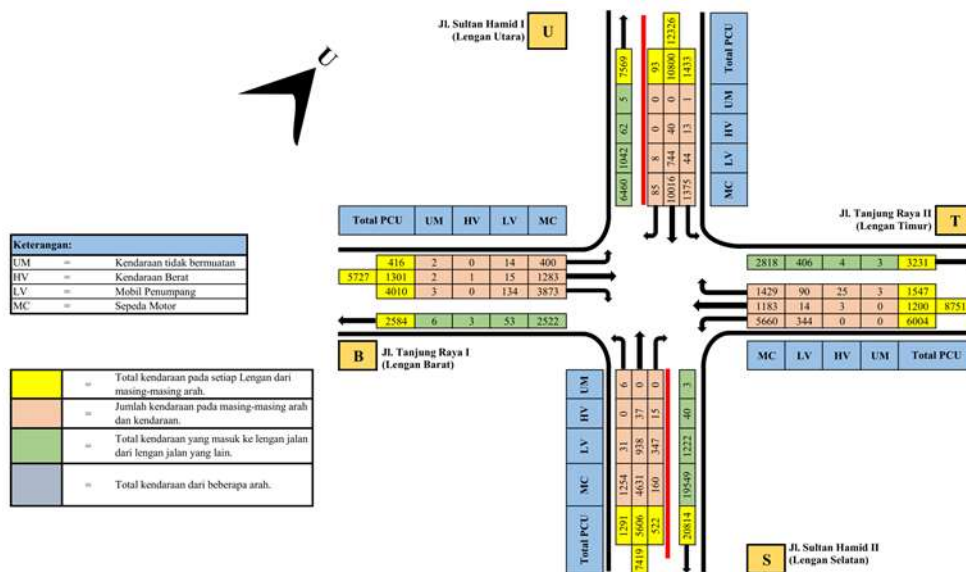 Jl. Sultan Hamid I
(Lengan Utara)
U
U
12326
7569 93 10800 1433 Total PCU
5 0 0 1 UM
62 0 40 13 HV
1042 8 744 44 LV
6460 85 10016 1375 MC
Jl. Tanjung Raya II
(Lengan Timur)
T
Total PCU UM HV LV MC
416 2 0 14 400
5727 1301 2 1 15 1283
4010 3 0 134 3873
2584 6 3 53 2522
B
Jl. Tanjung Raya I
(Lengan Barat)
2818 406 4 3 3231
1429 90 25 3 1547
1183 14 3 0 1200 8751
5660 344 0 0 6004
MC LV HV UM Total PCU
Keterangan:
UM = Kendaraan tidak bermuatan
HV = Kendaraan Berat
LV = Mobil Penumpang
MC = Sepeda Motor
= Total kendaraan pada setiap Lengan dari
masing-masing arah.
= Jumlah kendaraan pada masing-masing arah
dan kendaraan.
= Total kendaraan yang masuk ke lengan jalan
dari lengan jalan yang lain.
= Total kendaraan dari beberapa arah.
UM 6 0 0 3
HV 0 37 15 40
LV 31 938 347 1222
MC 1254 4631 160 19549
Total PCU 1291 5606 522 20814
7419
S
Jl. Sultan Hamid II
(Lengan Selatan)